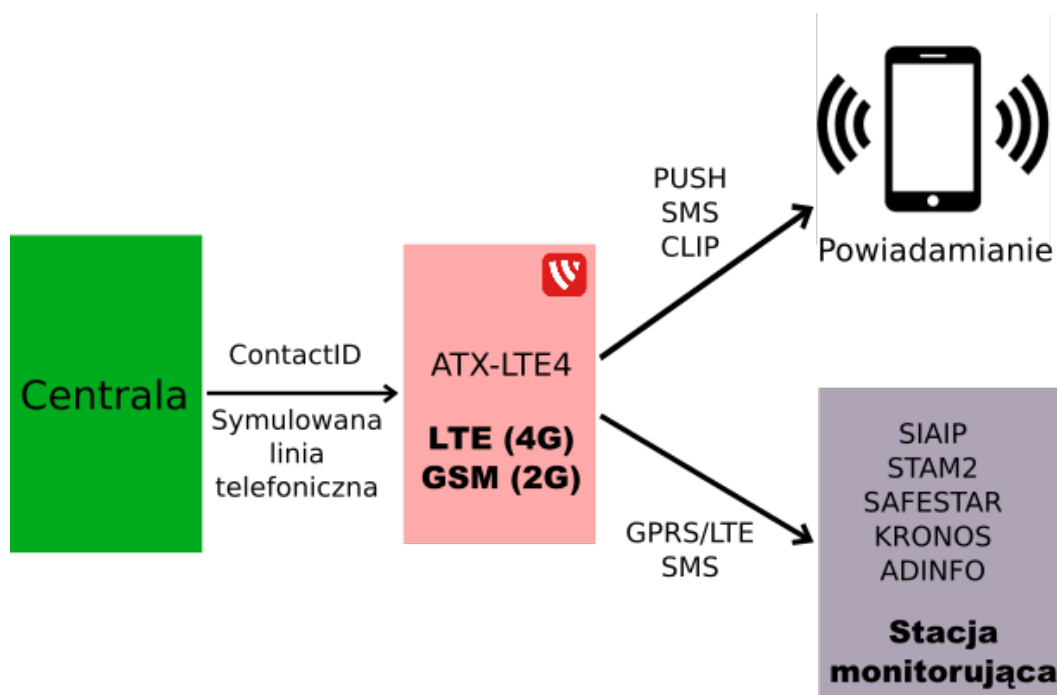 Centrala
ContactID
Symulowana
linia
telefoniczna
ATX-LTE4
LTE (4G)
GSM (2G)
PUSH
SMS
CLIP
Powiadamianie
GPRS/LTE
SMS
SIAIP
STAM2
SAFESTAR
KRONOS
ADINFO
Stacja
monitorująca